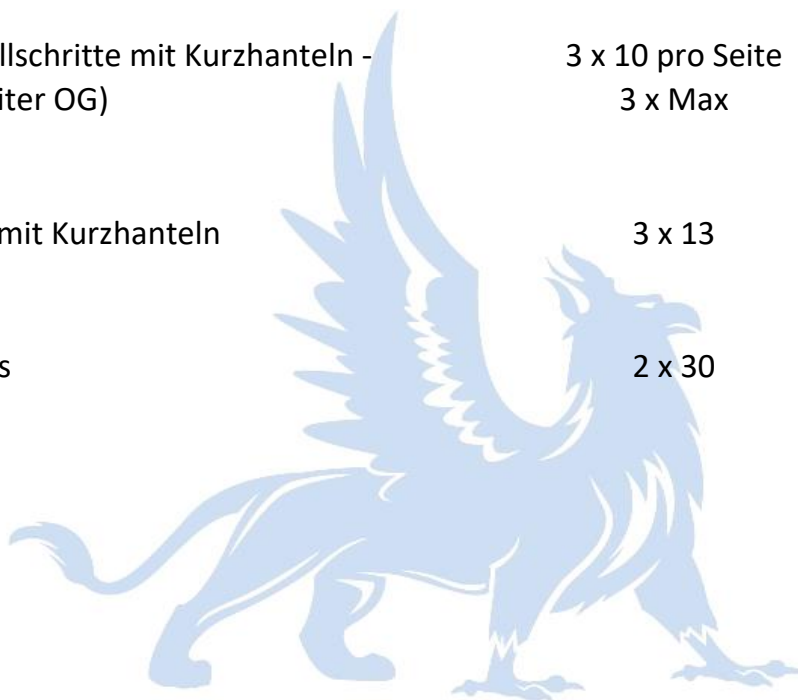 llschritte mit Kurzhanteln - 3 x 10 pro Seite
iter OG) 3 x Max
mit Kurzhanteln 3 x 13
s 2 x 30